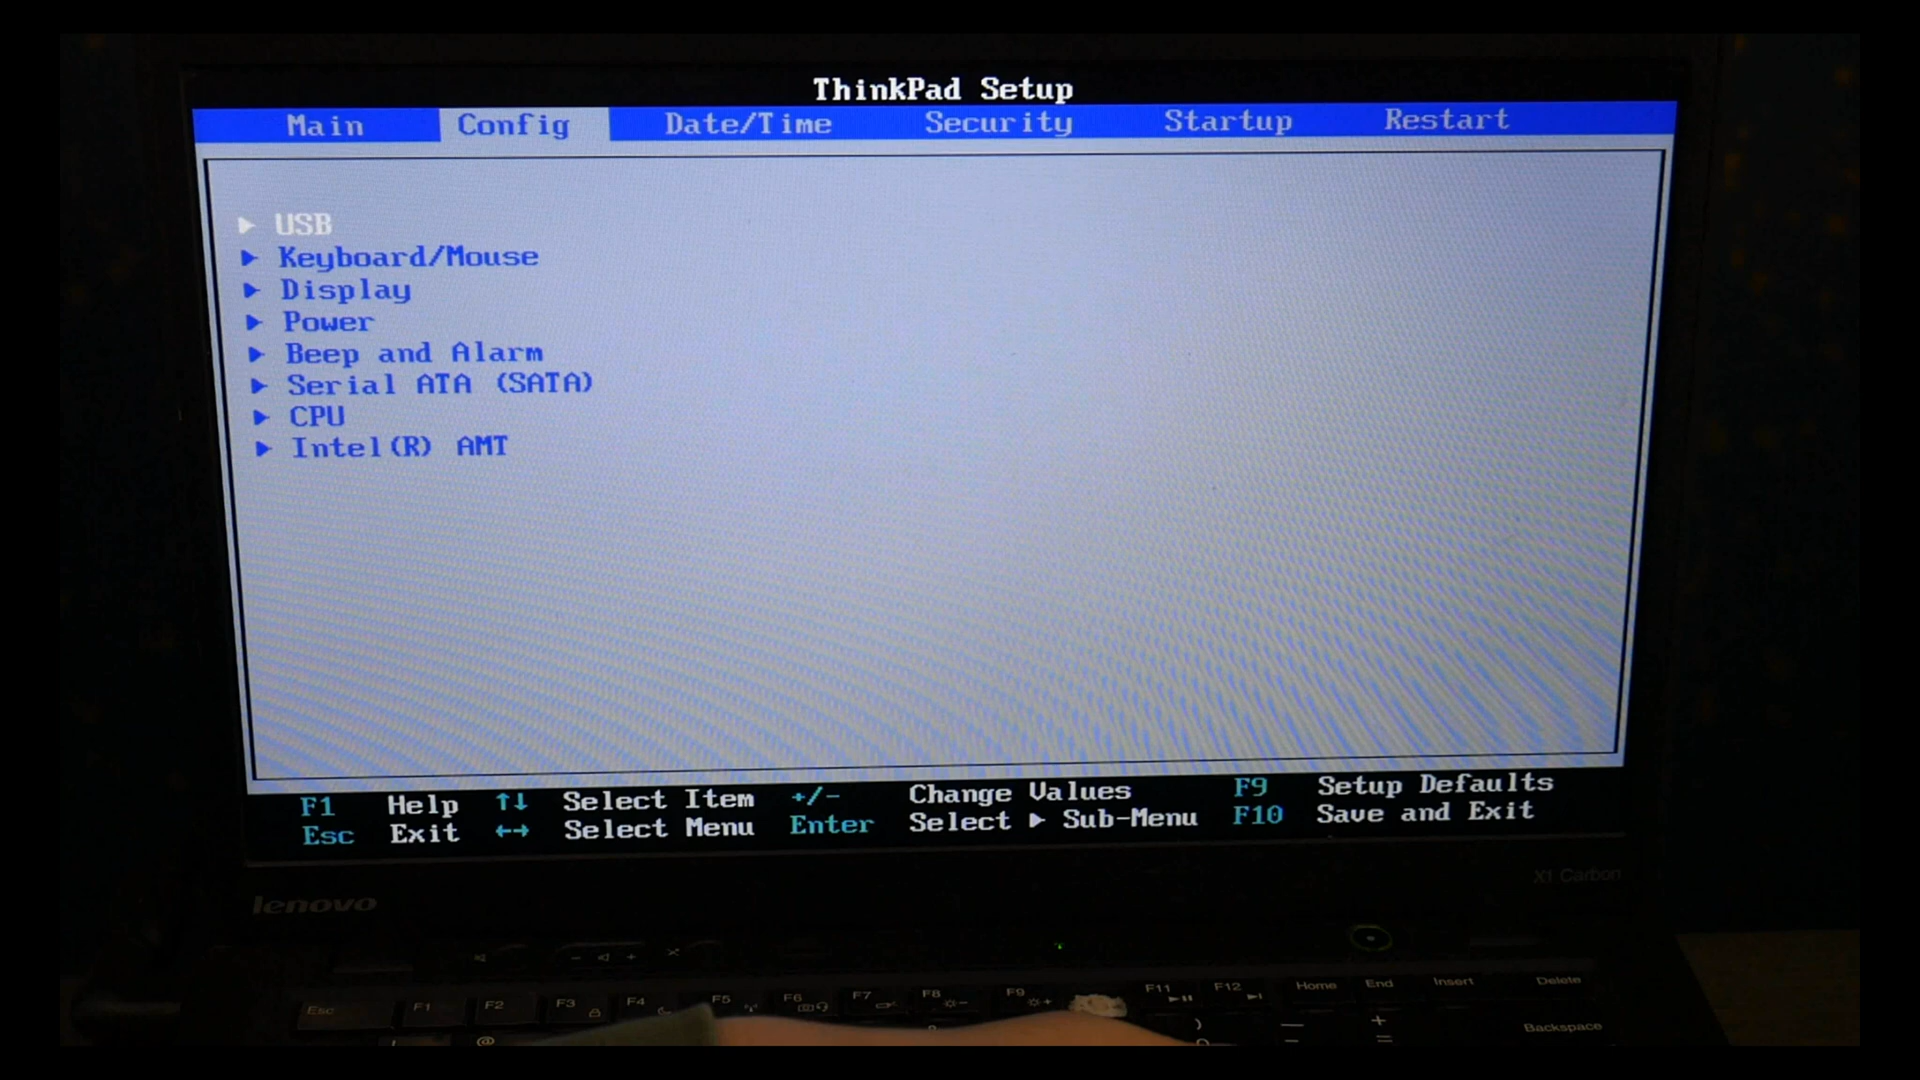 ThinkPad Setup
Main Config Date/Time Security Startup Restart
USB
Keyboard/Mouse
Display
Power
Beep and Alarm
Serial ATA (SATA)
CPU
Intel(R) AMT
F1 Help ↑↓ Select Item +/- Change Values F9 Setup Defaults
Esc Exit ←→ Select Menu Enter Select ▶ Sub-Menu F10 Save and Exit
X1 Carbon
lenovo
Esc F1 F2 F3 F4 F5 F6 F7 F8 F9 F11 F12 Home End Insert Delete
@ ) + = Backspace